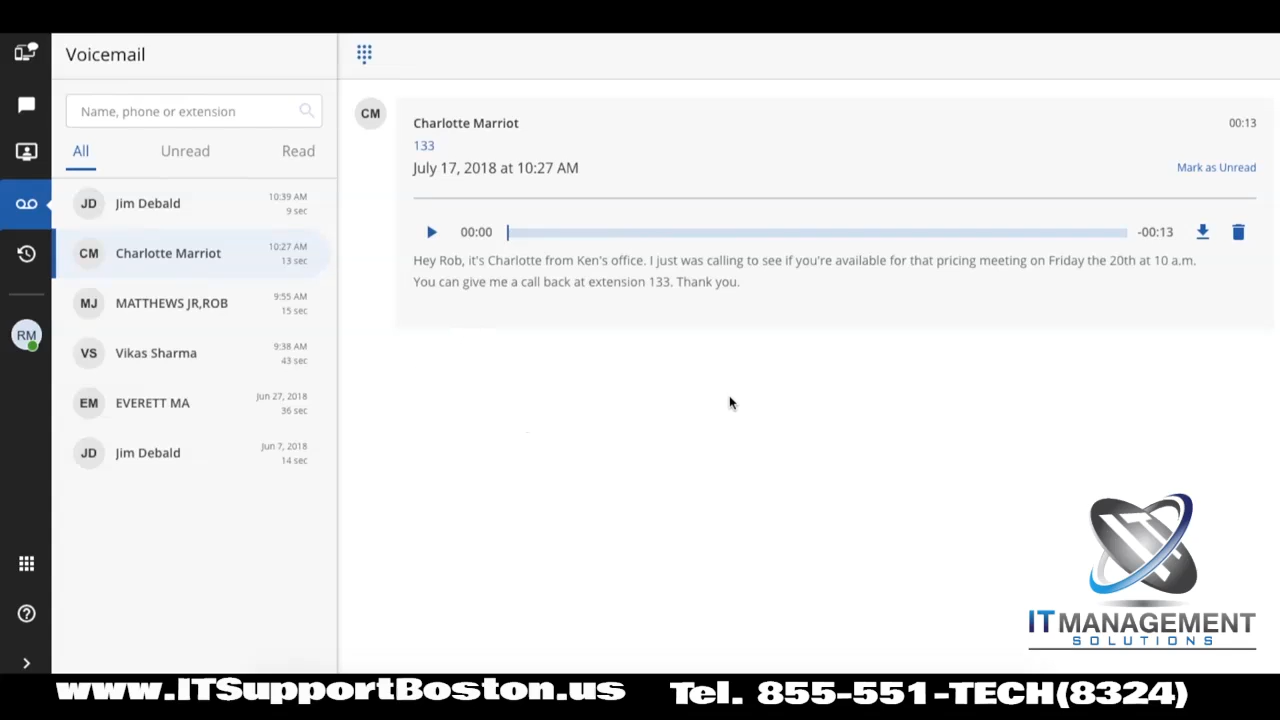 Voicemail
Name, phone or extension
All Unread Read
JD Jim Debald 10:39 AM
9 sec
CM Charlotte Marriot 10:27 AM
13 sec
MJ MATTHEWS JR,ROB 9:55 AM
15 sec
VS Vikas Sharma 9:38 AM
43 sec
EM EVERETT MA Jun 27, 2018
36 sec
JD Jim Debald Jun 7, 2018
14 sec
RM
CM
Charlotte Marriot 00:13
133
July 17, 2018 at 10:27 AM Mark as Unread
00:00 -00:13
Hey Rob, it's Charlotte from Ken's office. I just was calling to see if you're available for that pricing meeting on Friday the 20th at 10 a.m.
You can give me a call back at extension 133. Thank you.
IT
IT MANAGEMENT
SOLUTIONS
www.ITSupportBoston.us Tel. 855-551-TECH(8324)